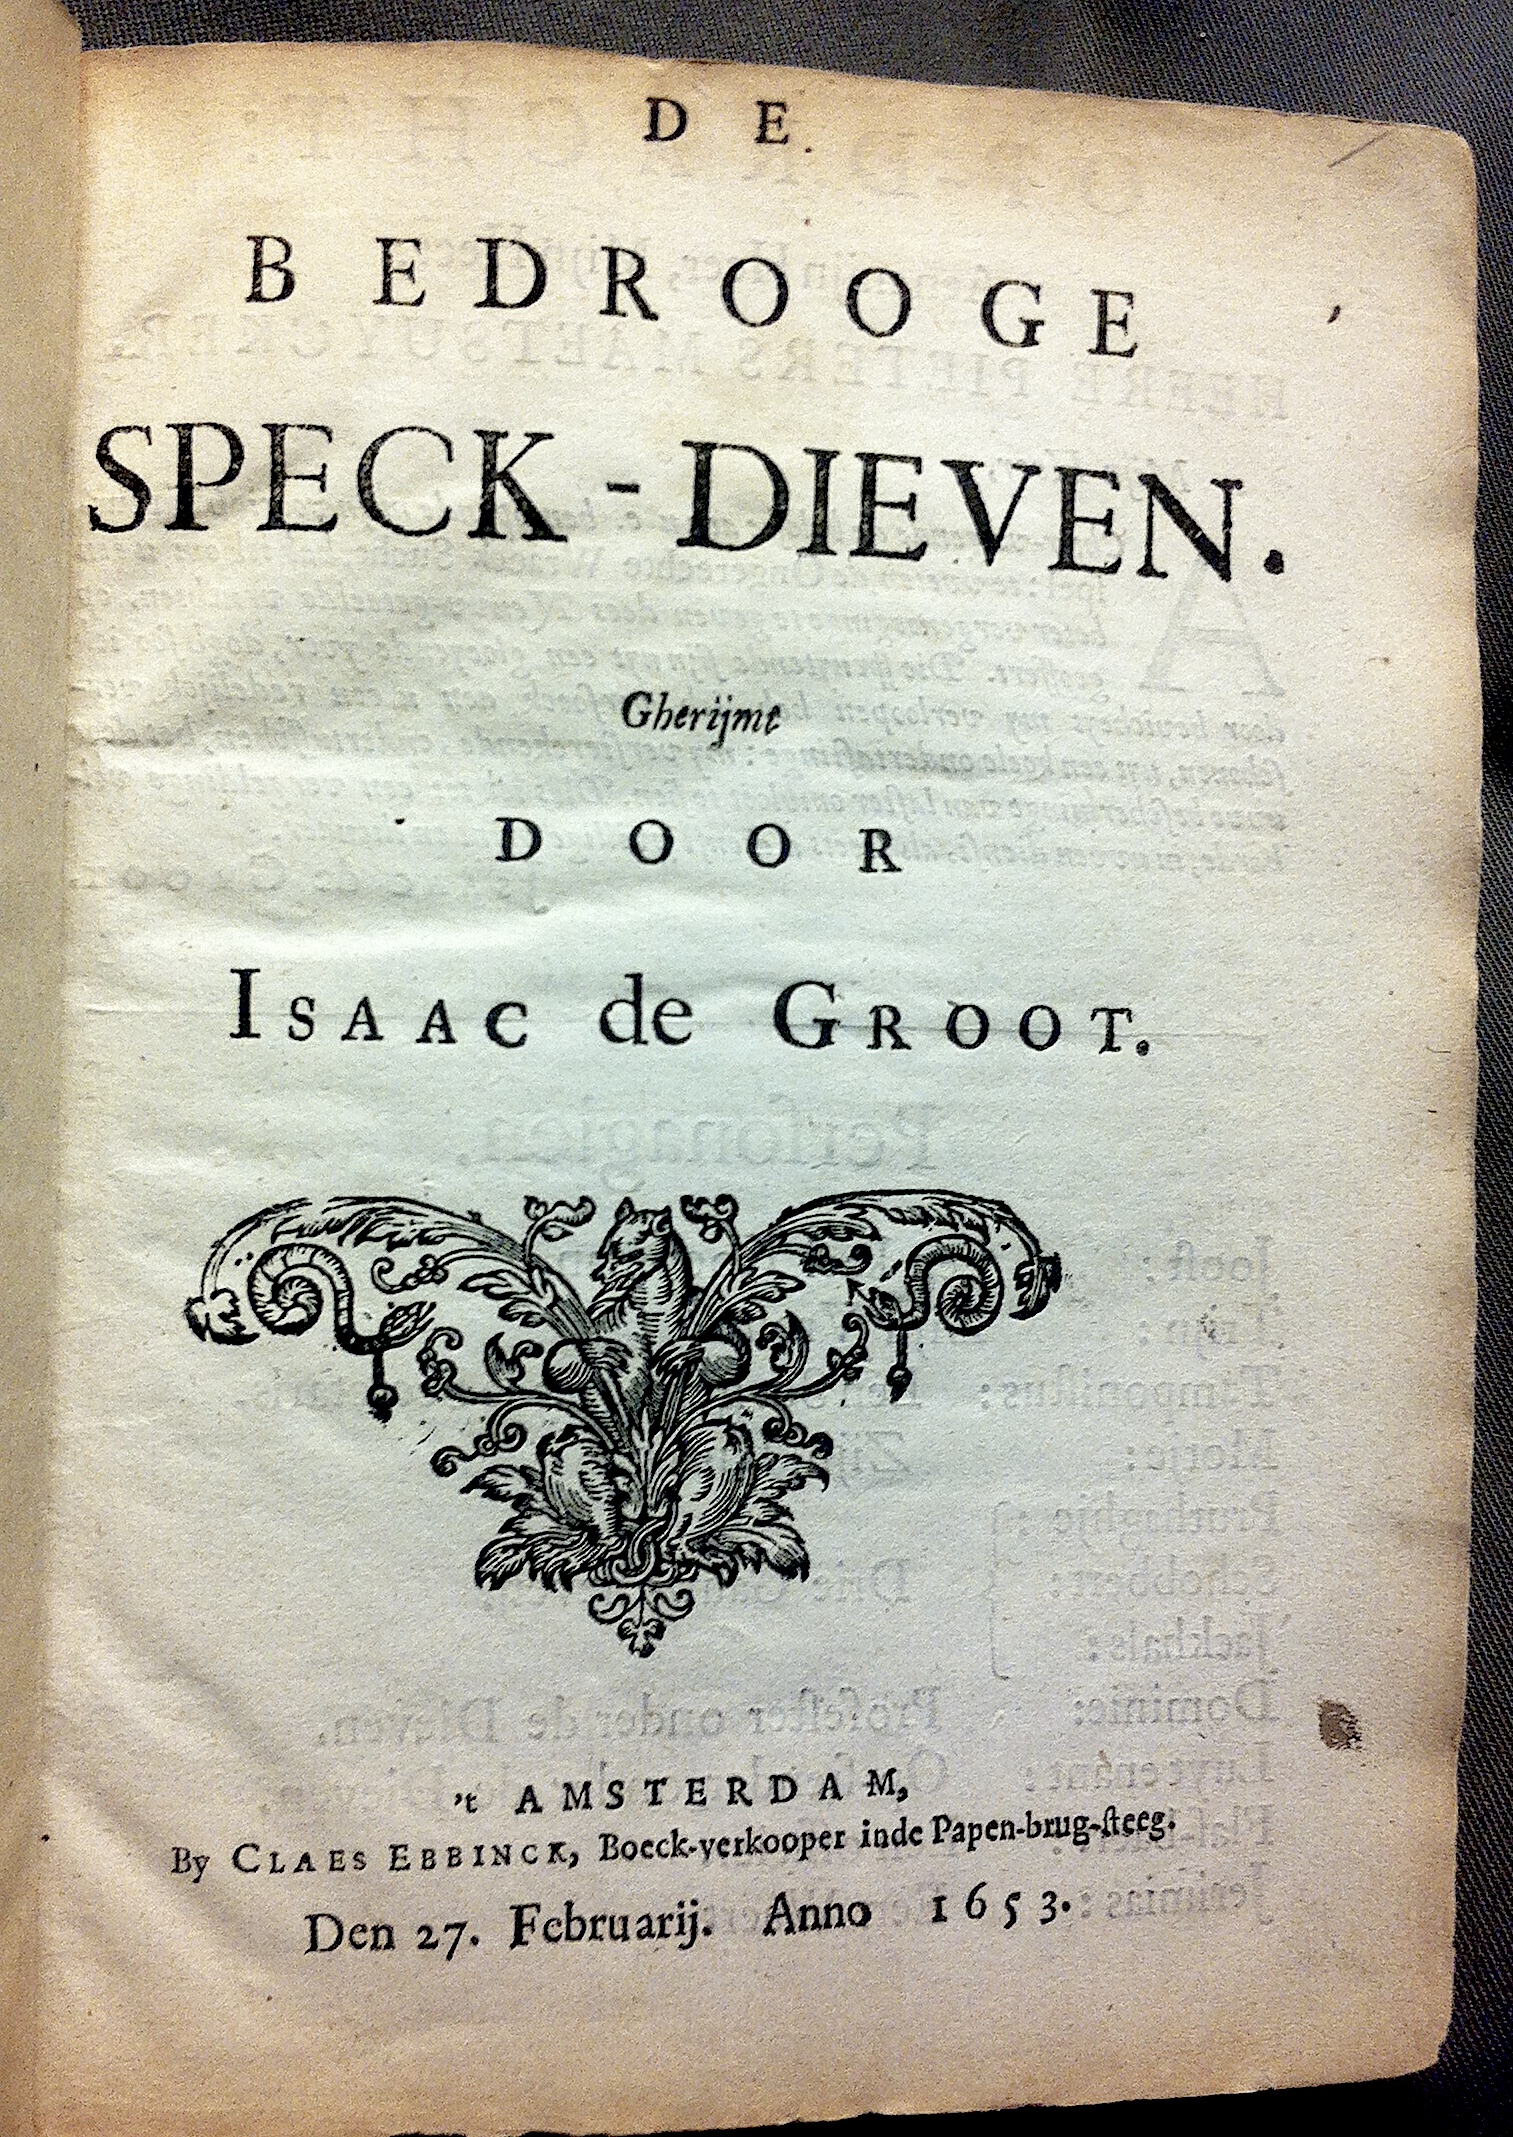 DE
BEDROOGE
SPECK-DIEVEN.
Gherijmt
DOOR
ISAAC de GROOT.
't AMSTERDAM,
By CLAES EBBINCK, Boeck-verkooper inde Papen-brug-ſteeg.
Den 27. Februarij. Anno 1653.